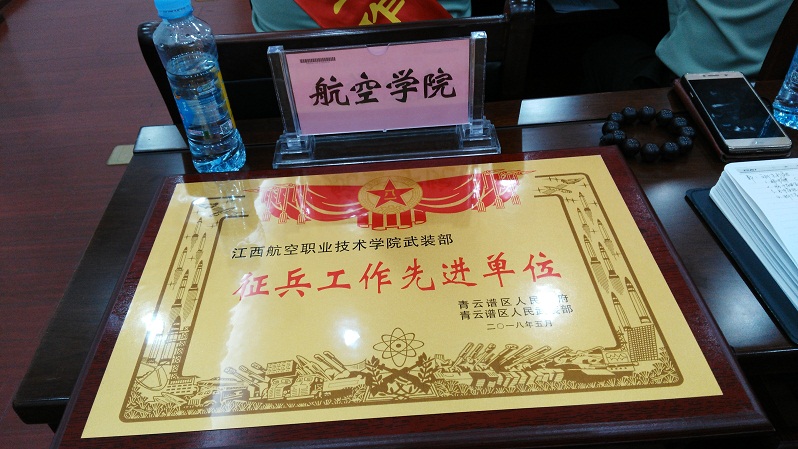 航空学院
江西航空职业技术学院武装部
征兵工作先进单位
青云谱区人民政府
青云谱区人民武装部
二〇一八年五月